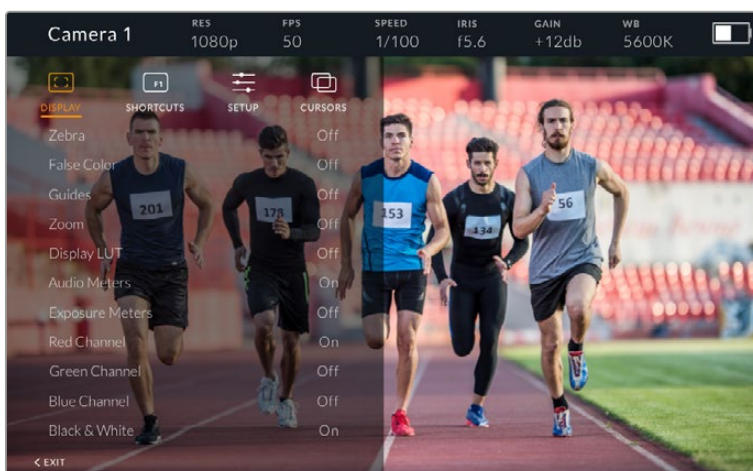 Camera 1
RES FPS SPEED IRIS GAIN WB
1080p 50 1/100 f5.6 +12db 5600K
F1
DISPLAY SHORTCUTS SETUP CURSORS
Zebra Off
False Color Off
Guides Off
Zoom Off
Display LUT Off
Audio Meters On
Exposure Meters Off
Red Channel On
Green Channel Off
Blue Channel Off
Black & White On
< EXIT
201
178
153
134
56